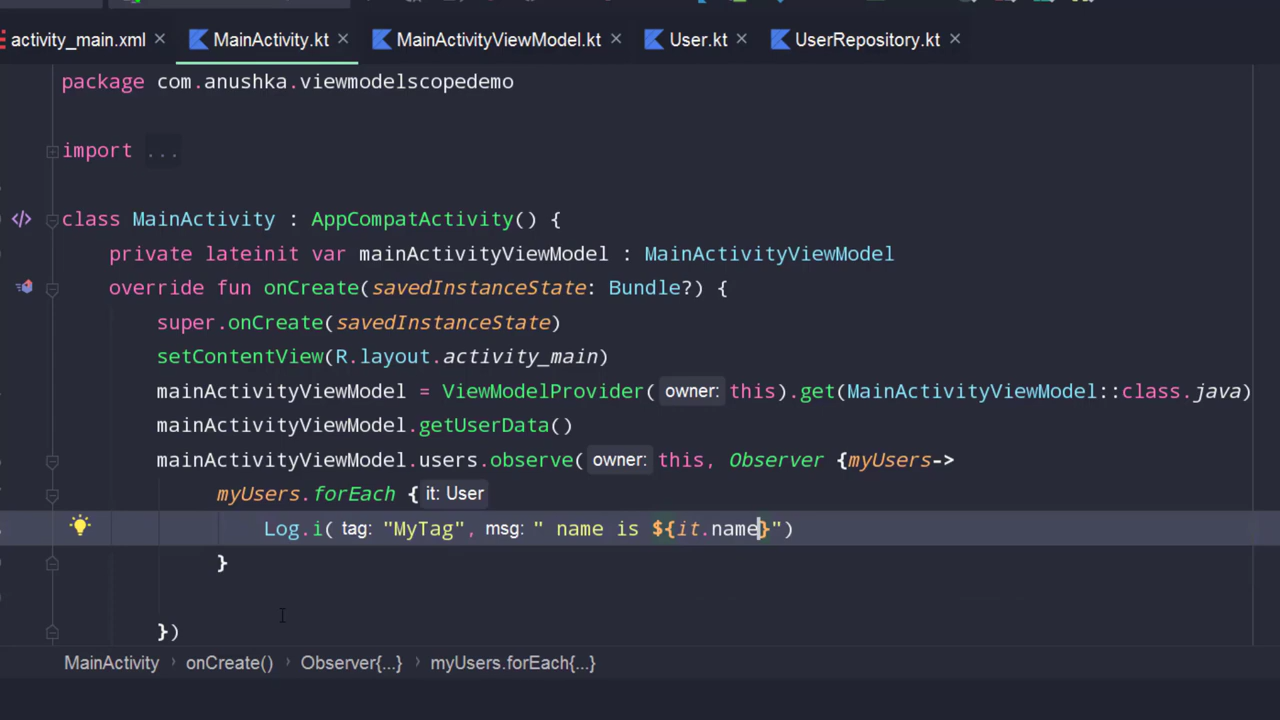 activity_main.xml × MainActivity.kt × MainActivityViewModel.kt × User.kt × UserRepository.kt ×
package com.anushka.viewmodelscopedemo
import ...
class MainActivity : AppCompatActivity() {
private lateinit var mainActivityViewModel : MainActivityViewModel
override fun onCreate(savedInstanceState: Bundle?) {
super.onCreate(savedInstanceState)
setContentView(R.layout.activity_main)
mainActivityViewModel = ViewModelProvider( owner: this).get(MainActivityViewModel::class.java)
mainActivityViewModel.getUserData()
mainActivityViewModel.users.observe( owner: this, Observer {myUsers->
myUsers.forEach { it: User
Log.i( tag: "MyTag", msg: " name is ${it.name}")
}
})
MainActivity › onCreate() › Observer{...} › myUsers.forEach{...}